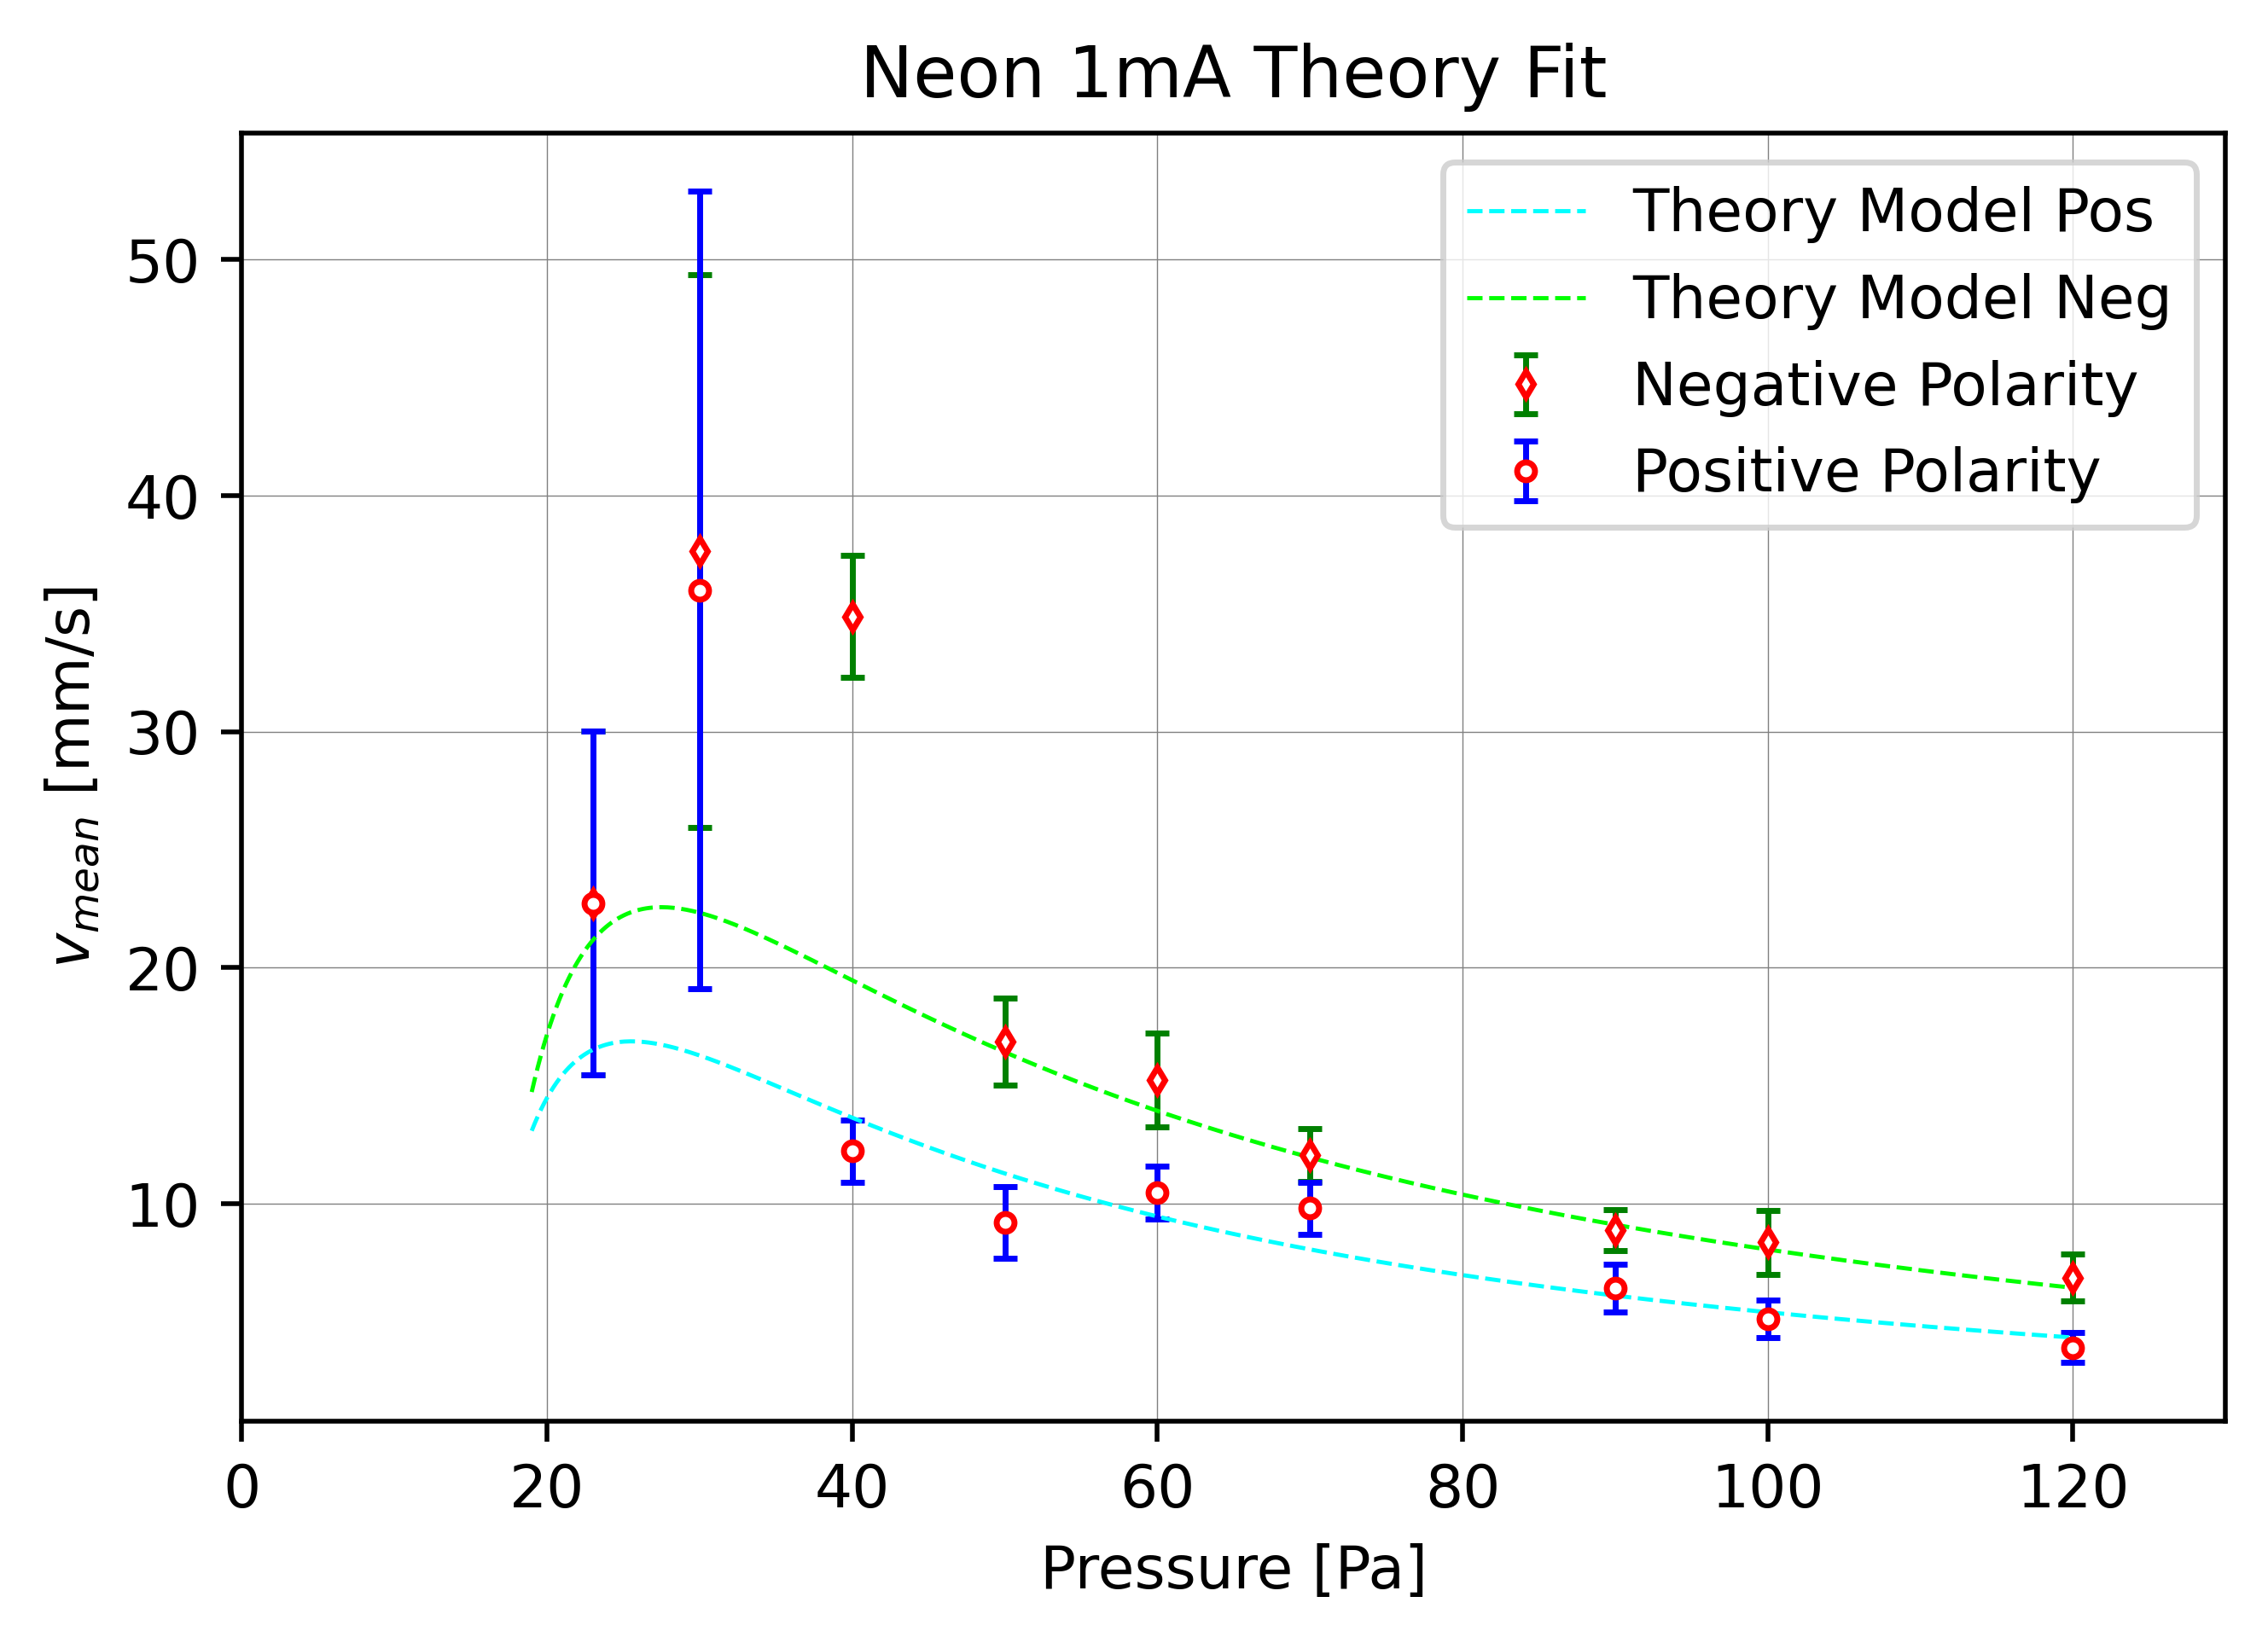 Neon 1mA Theory Fit
Theory Model Pos
Theory Model Neg
Negative Polarity
Positive Polarity
50
40
30
20
10
v_mean [mm/s]
0 20 40 60 80 100 120
Pressure [Pa]